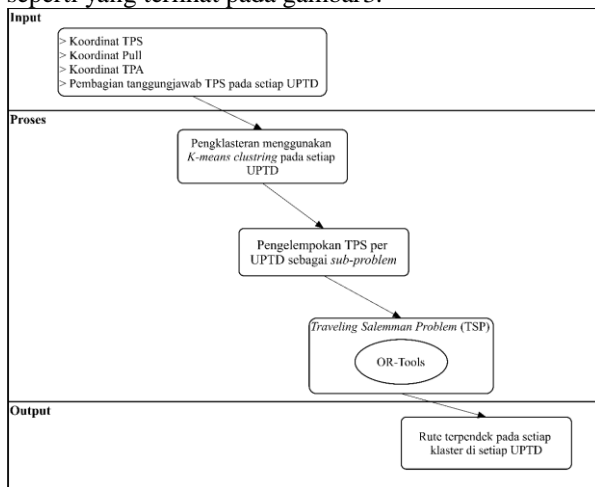 seperti yang terlihat pada gambar3.
Input
> Koordinat TPS
> Koordinat Pull
> Koordinat TPA
> Pembagian tanggungjawab TPS pada setiap UPTD
Proses
Pengklasteran menggunakan
K-means clustring pada setiap
UPTD
Pengelempokan TPS per
UPTD sebagai sub-problem
Traveling Salemman Problem (TSP)
OR-Tools
Output
Rute terpendek pada setiap
klaster di setiap UPTD